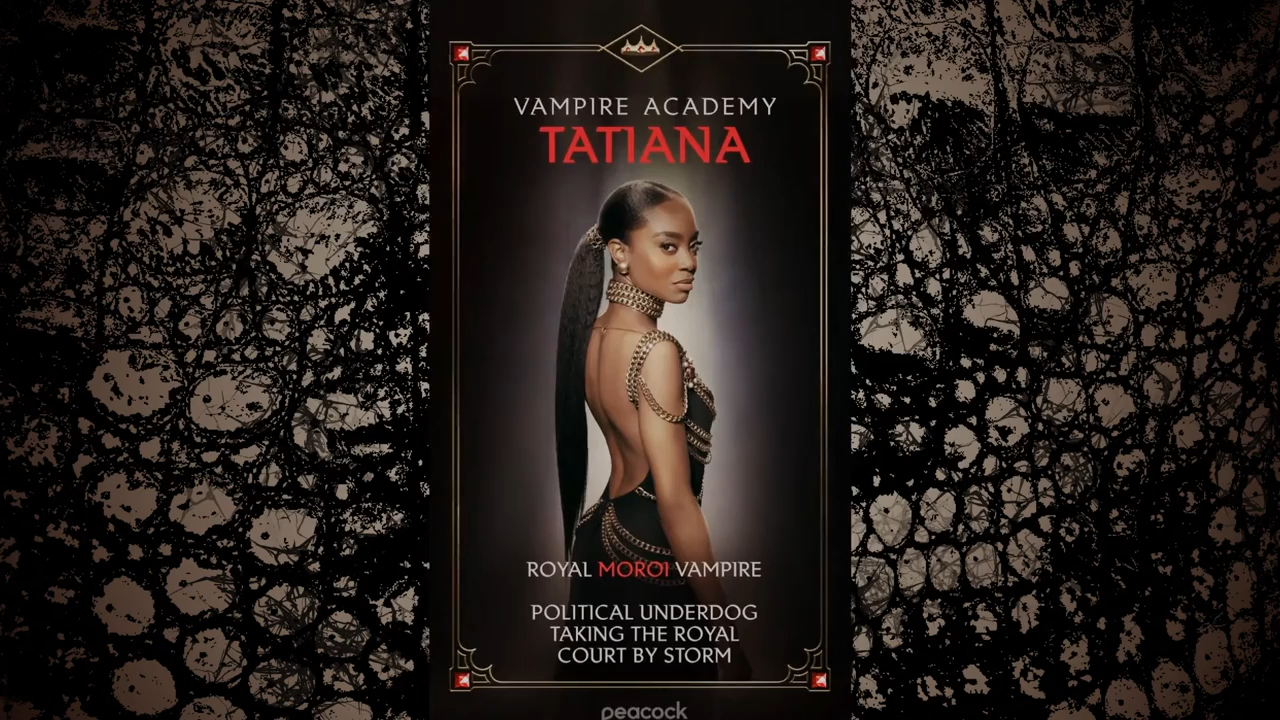 VAMPIRE ACADEMY
TATIANA
ROYAL MOROI VAMPIRE
POLITICAL UNDERDOG
TAKING THE ROYAL
COURT BY STORM
peacock